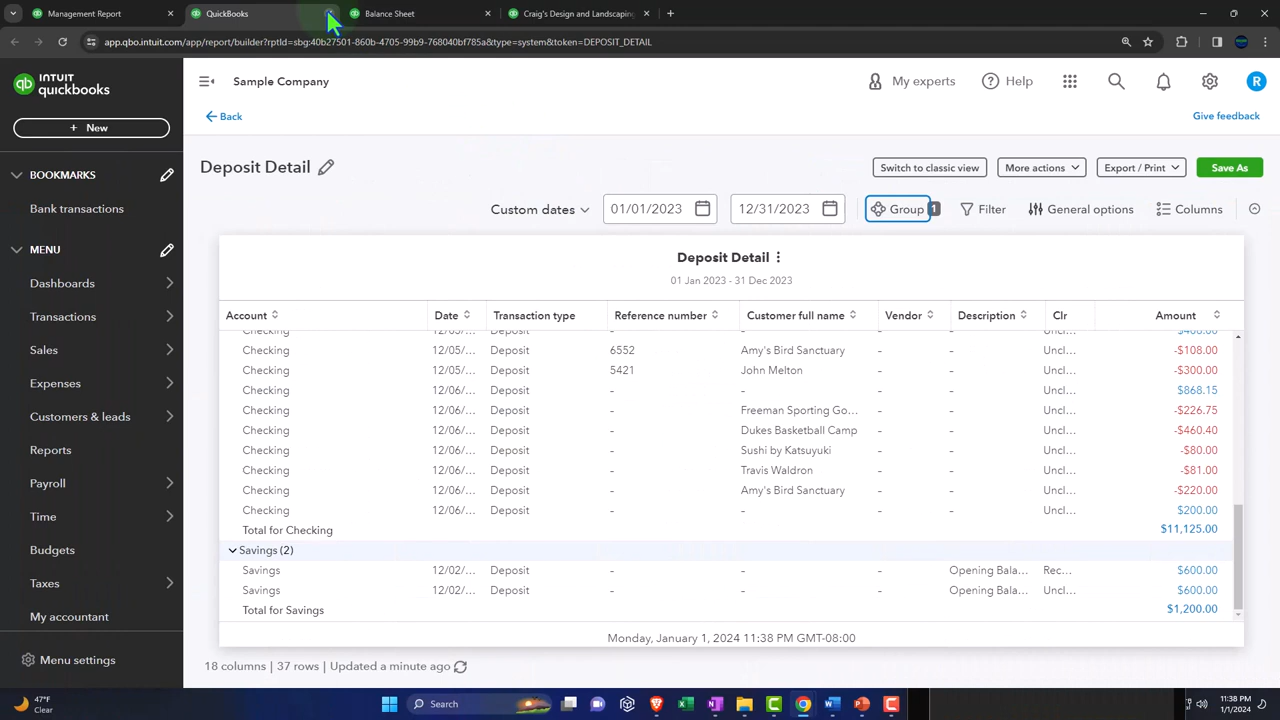 Management Report
QuickBooks
Balance Sheet
Craig's Design and Landscaping
app.qbo.intuit.com/app/report/builder?rptId=sbg:40b27501-860b-4705-99b9-768040bf785a&type=system&token=DEPOSIT_DETAIL
INTUIT
quickbooks
Sample Company
My experts
Help
R
+ New
Back
Give feedback
BOOKMARKS
Bank transactions
MENU
Dashboards
Transactions
Sales
Expenses
Customers & leads
Reports
Payroll
Time
Budgets
Taxes
My accountant
Menu settings
Deposit Detail
Switch to classic view
More actions
Export / Print
Save As
Custom dates
01/01/2023
12/31/2023
Group 1
Filter
General options
Columns
Deposit Detail
01 Jan 2023 - 31 Dec 2023
Account Date Transaction type Reference number Customer full name Vendor Description Clr Amount
Checking 12/05/... Deposit Uncl... $408.00
Checking 12/05/... Deposit 6552 Amy's Bird Sanctuary – – Uncl... -$108.00
Checking 12/05/... Deposit 5421 John Melton – – Uncl... -$300.00
Checking 12/06/... Deposit – – – – Uncl... $868.15
Checking 12/06/... Deposit – Freeman Sporting Go... – – Uncl... -$226.75
Checking 12/06/... Deposit – Dukes Basketball Camp – – Uncl... -$460.40
Checking 12/06/... Deposit – Sushi by Katsuyuki – – Uncl... -$80.00
Checking 12/06/... Deposit – Travis Waldron – – Uncl... -$81.00
Checking 12/06/... Deposit – Amy's Bird Sanctuary – – Uncl... -$220.00
Checking 12/06/... Deposit – – – – Uncl... $200.00
Total for Checking $11,125.00
Savings (2)
Savings 12/02/... Deposit – – – Opening Bala... Rec... $600.00
Savings 12/02/... Deposit – – – Opening Bala... Uncl... $600.00
Total for Savings $1,200.00
Monday, January 1, 2024 11:38 PM GMT-08:00
18 columns | 37 rows | Updated a minute ago
47°F
Clear
Search
11:38 PM
1/1/2024